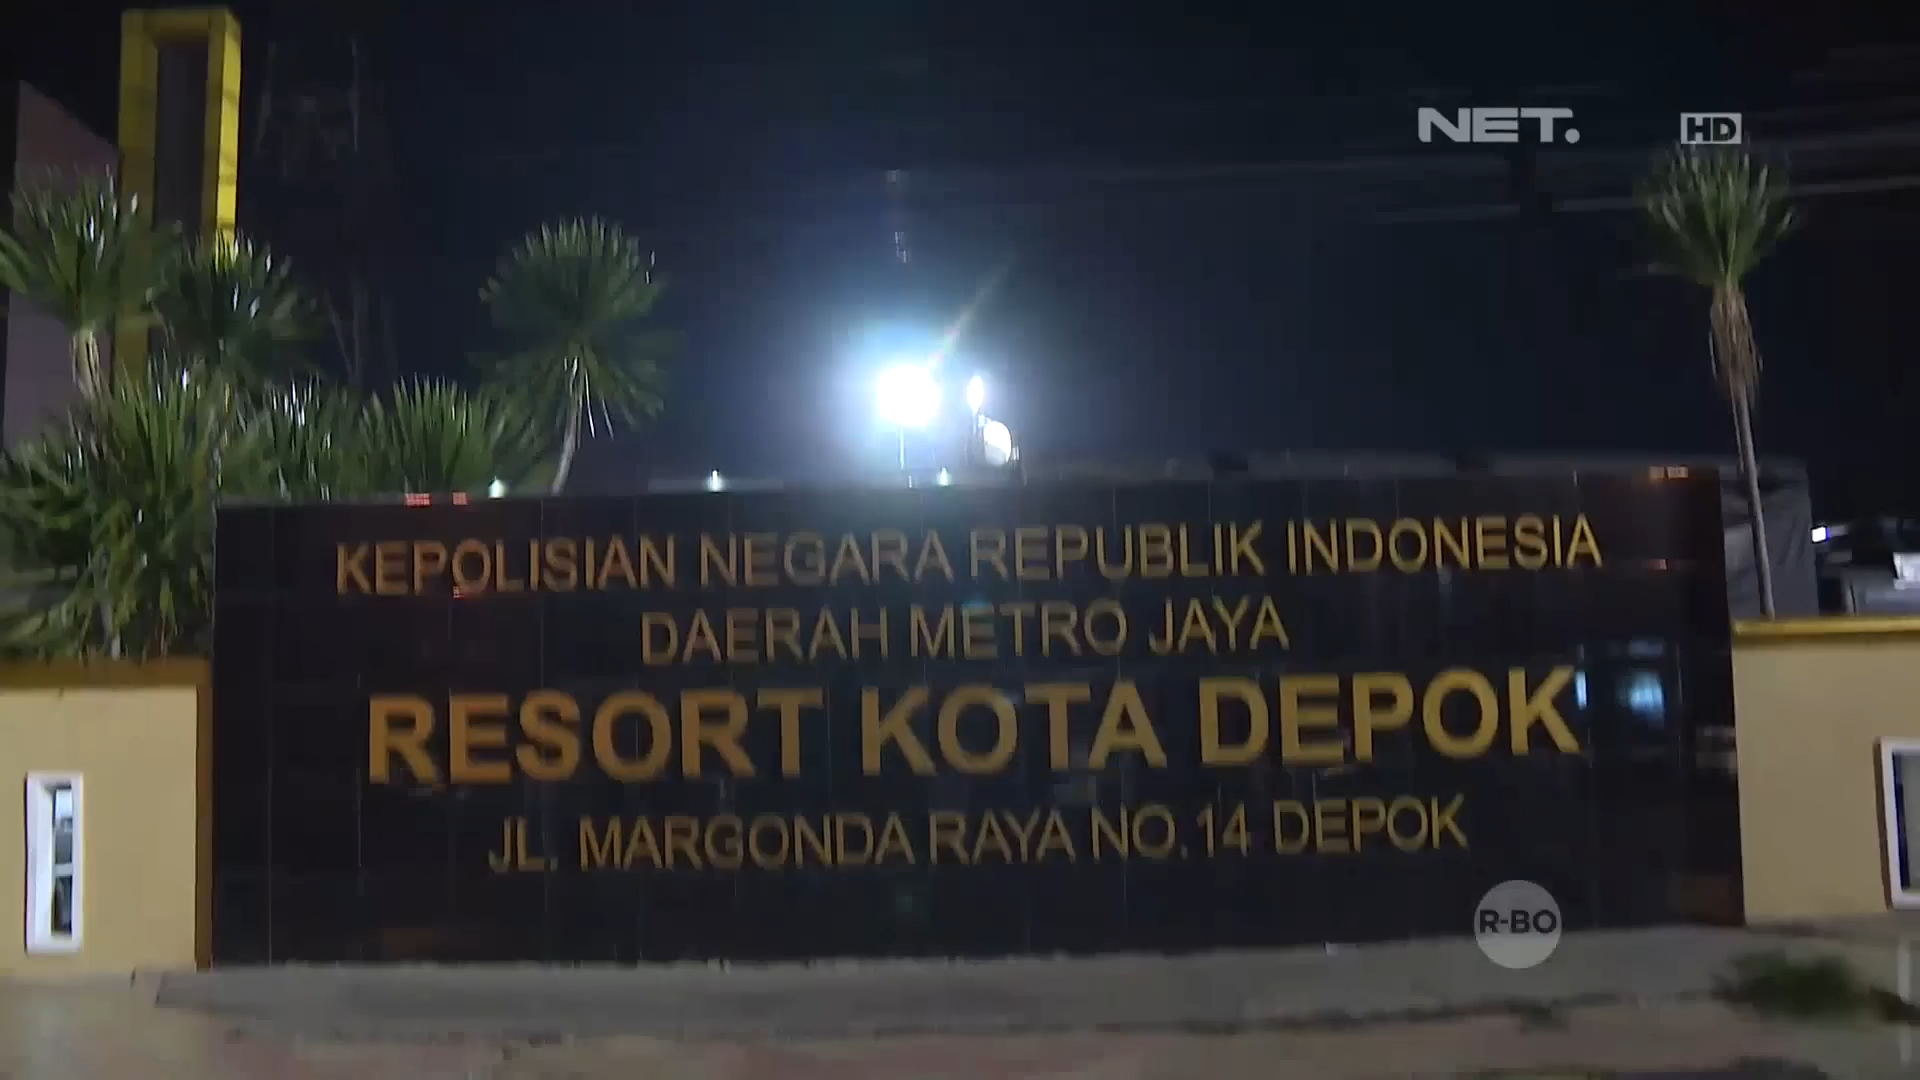 NET.
HD
KEPOLISIAN NEGARA REPUBLIK INDONESIA
DAERAH METRO JAYA
RESORT KOTA DEPOK
JL. MARGONDA RAYA NO. 14 DEPOK
R-BO